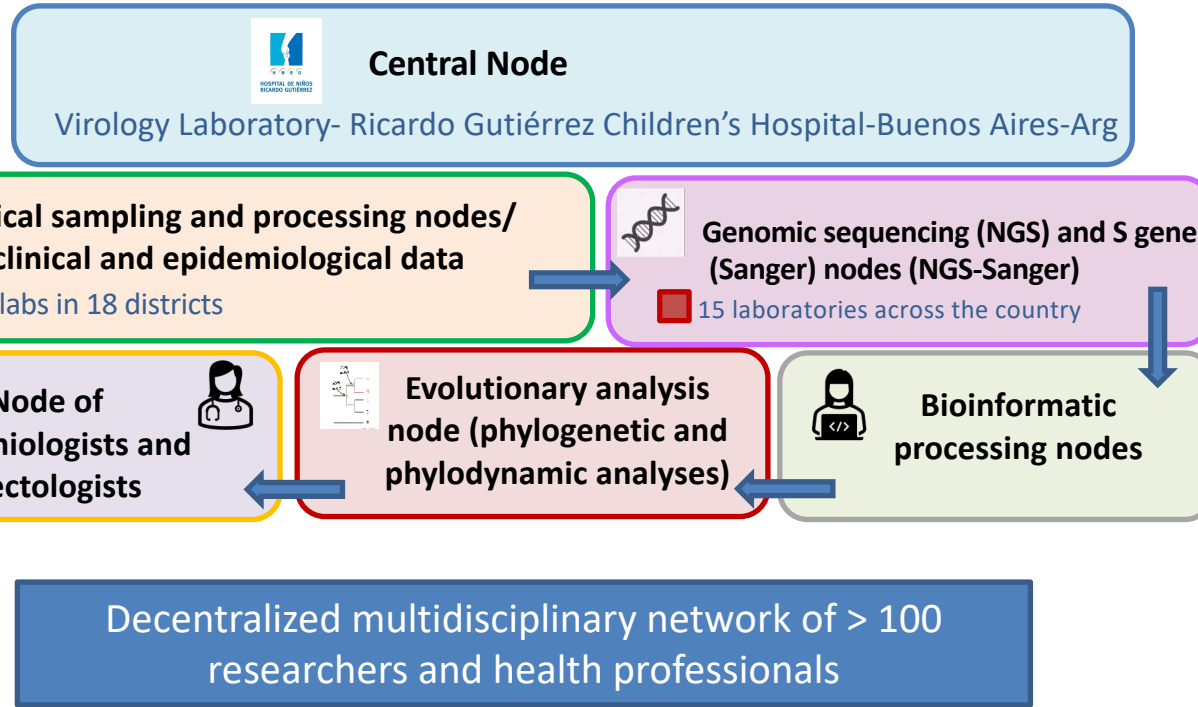 Central Node
HOSPITAL DE NIÑOS
RICARDO GUTIÉRREZ
Virology Laboratory- Ricardo Gutiérrez Children's Hospital-Buenos Aires-Arg
ical sampling and processing nodes/
clinical and epidemiological data
labs in 18 districts
Genomic sequencing (NGS) and S gene
(Sanger) nodes (NGS-Sanger)
15 laboratories across the country
Node of
niologists and
ectologists
Evolutionary analysis
node (phylogenetic and
phylodynamic analyses)
</>
Bioinformatic
processing nodes
Decentralized multidisciplinary network of > 100
researchers and health professionals